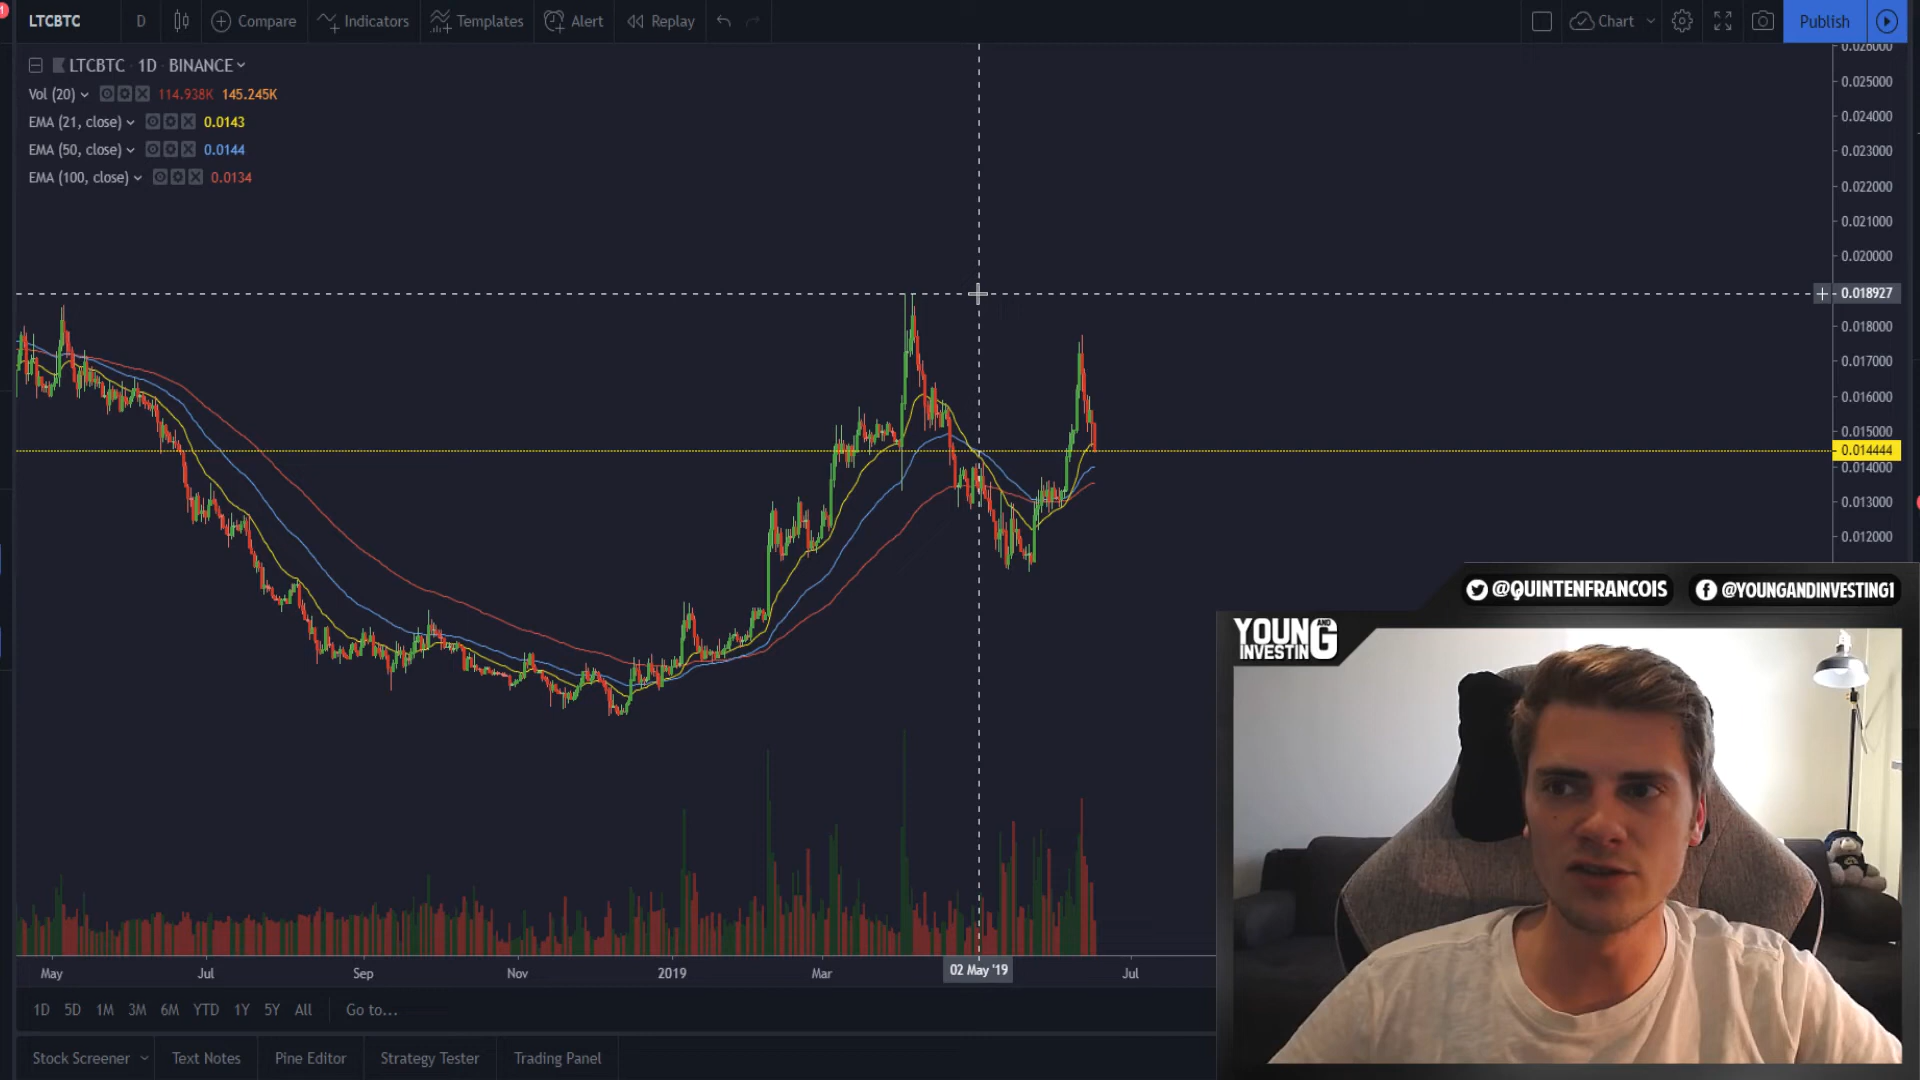 LTCBTC D Compare Indicators Templates Alert Replay Chart Publish
LTCBTC 1D BINANCE
Vol (20) 114.938K 145.245K
EMA (21, close) 0.0143
EMA (50, close) 0.0144
EMA (100, close) 0.0134
0.026000
0.025000
0.024000
0.023000
0.022000
0.021000
0.020000
0.018927
0.018000
0.017000
0.016000
0.015000
0.014444
0.014000
0.013000
0.012000
@QUINTENFRANCOIS @YOUNGANDINVESTING1
YOUNG AND
INVESTING
May Jul Sep Nov 2019 Mar 02 May '19 Jul
1D 5D 1M 3M 6M YTD 1Y 5Y All Go to...
Stock Screener Text Notes Pine Editor Strategy Tester Trading Panel